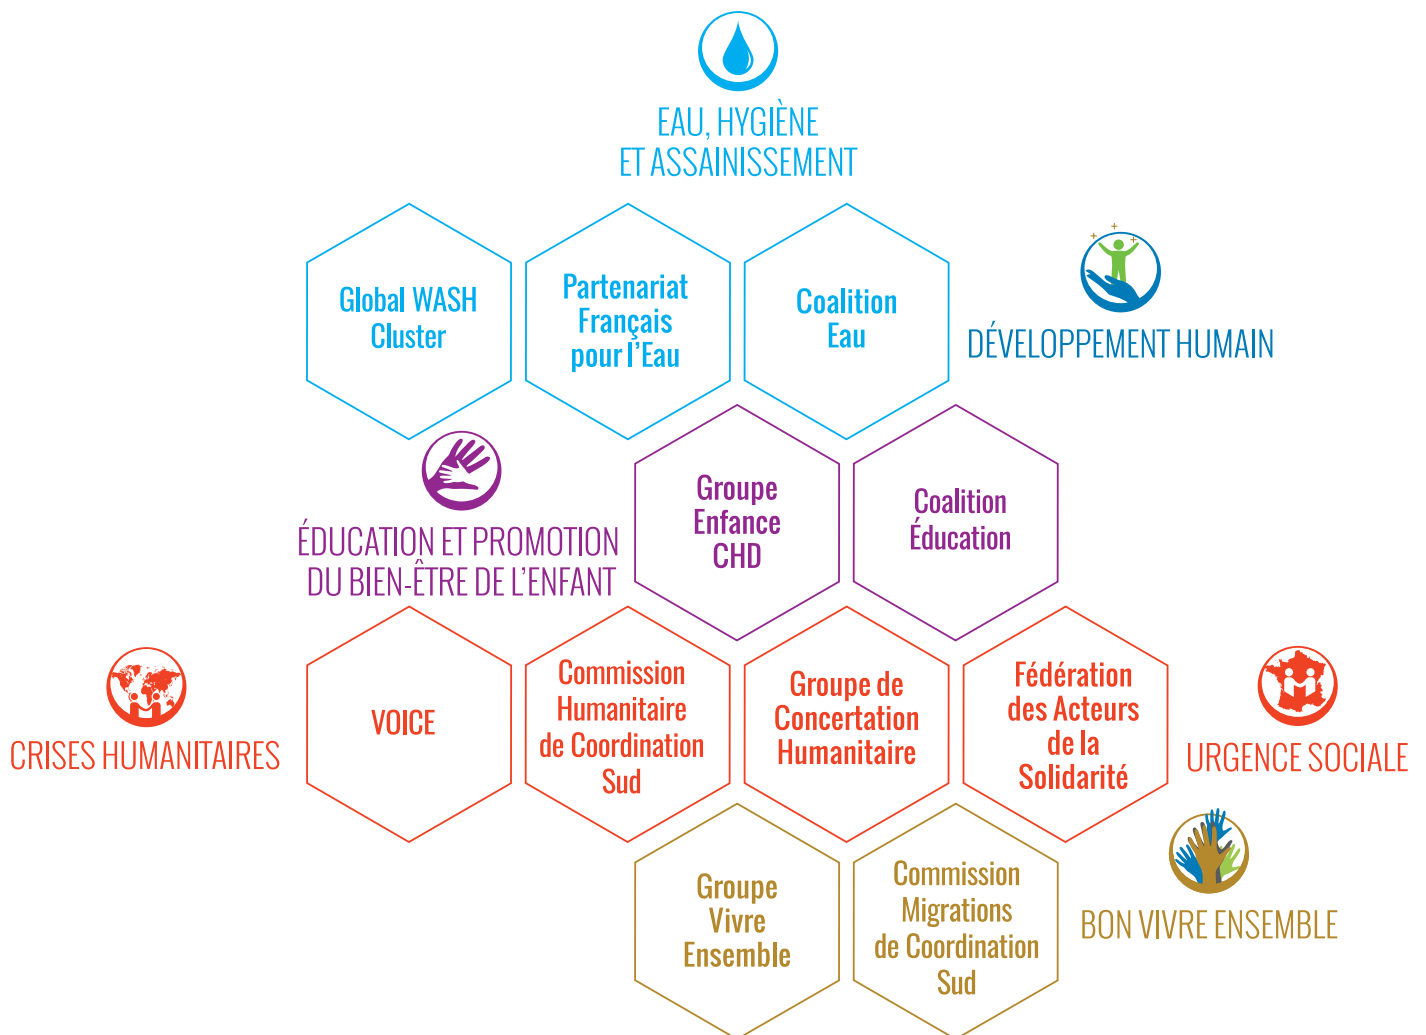 EAU, HYGIÈNE
ET ASSAINISSEMENT
Global WASH
Cluster
Partenariat
Français
pour l’Eau
Coalition
Eau
DÉVELOPPEMENT HUMAIN
ÉDUCATION ET PROMOTION
DU BIEN-ÊTRE DE L’ENFANT
Groupe
Enfance
CHD
Coalition
Éducation
CRISES HUMANITAIRES
VOICE
Commission
Humanitaire
de Coordination
Sud
Groupe de
Concertation
Humanitaire
Fédération
des Acteurs
de la
Solidarité
URGENCE SOCIALE
Groupe
Vivre
Ensemble
Commission
Migrations
de Coordination
Sud
BON VIVRE ENSEMBLE